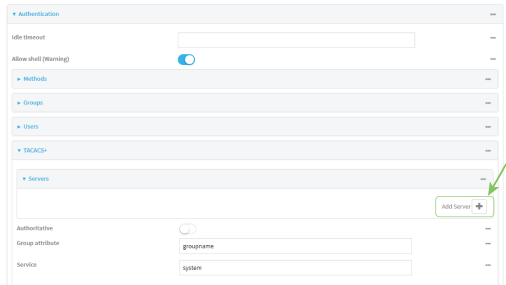 Authentication
Idle timeout
Allow shell (Warning)
Methods
Groups
Users
TACACS+
Servers
Add Server
Authoritative
Group attribute groupname
Service system